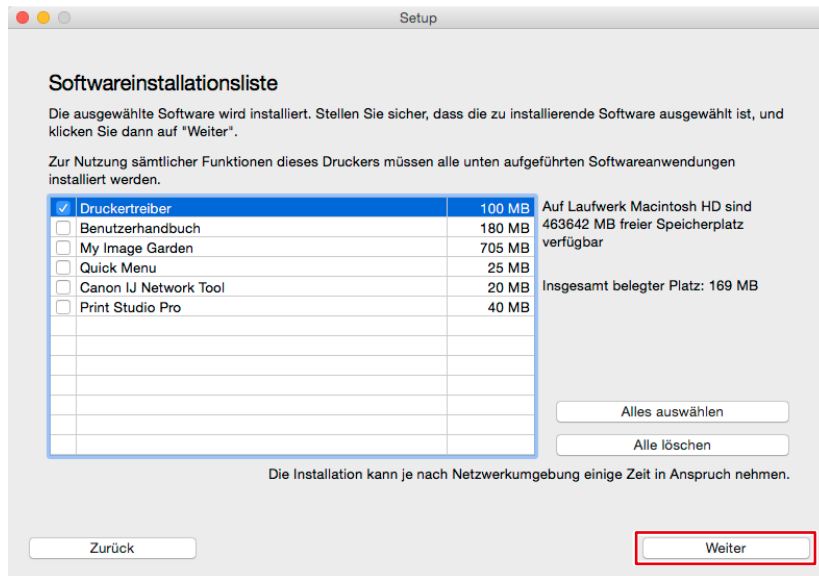 Setup
Softwareinstallationsliste
Die ausgewählte Software wird installiert. Stellen Sie sicher, dass die zu installierende Software ausgewählt ist, und
klicken Sie dann auf "Weiter".
Zur Nutzung sämtlicher Funktionen dieses Druckers müssen alle unten aufgeführten Softwareanwendungen
installiert werden.
Druckertreiber 100 MB
Benutzerhandbuch 180 MB
My Image Garden 705 MB
Quick Menu 25 MB
Canon IJ Network Tool 20 MB
Print Studio Pro 40 MB
Auf Laufwerk Macintosh HD sind
463642 MB freier Speicherplatz
verfügbar
Insgesamt belegter Platz: 169 MB
Alles auswählen
Alle löschen
Die Installation kann je nach Netzwerkumgebung einige Zeit in Anspruch nehmen.
Zurück
Weiter